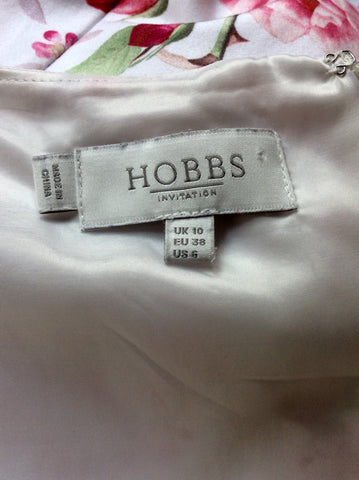 MADE IN
CHINA
HOBBS
INVITATION
UK 10
EU 38
US 6